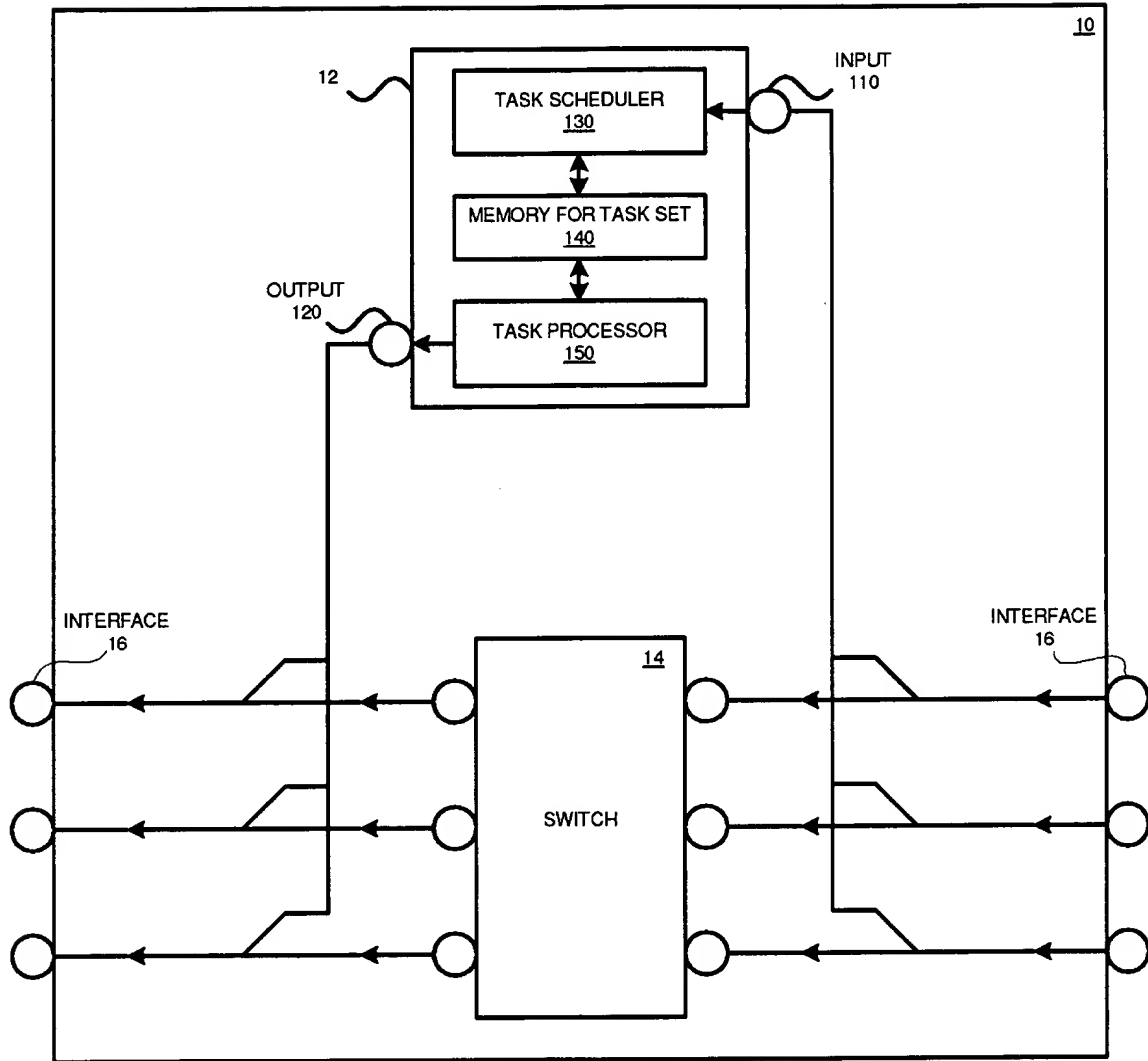 10
INPUT
110
12
TASK SCHEDULER
130
MEMORY FOR TASK SET
140
OUTPUT
120
TASK PROCESSOR
150
INTERFACE
16
14
INTERFACE
16
SWITCH